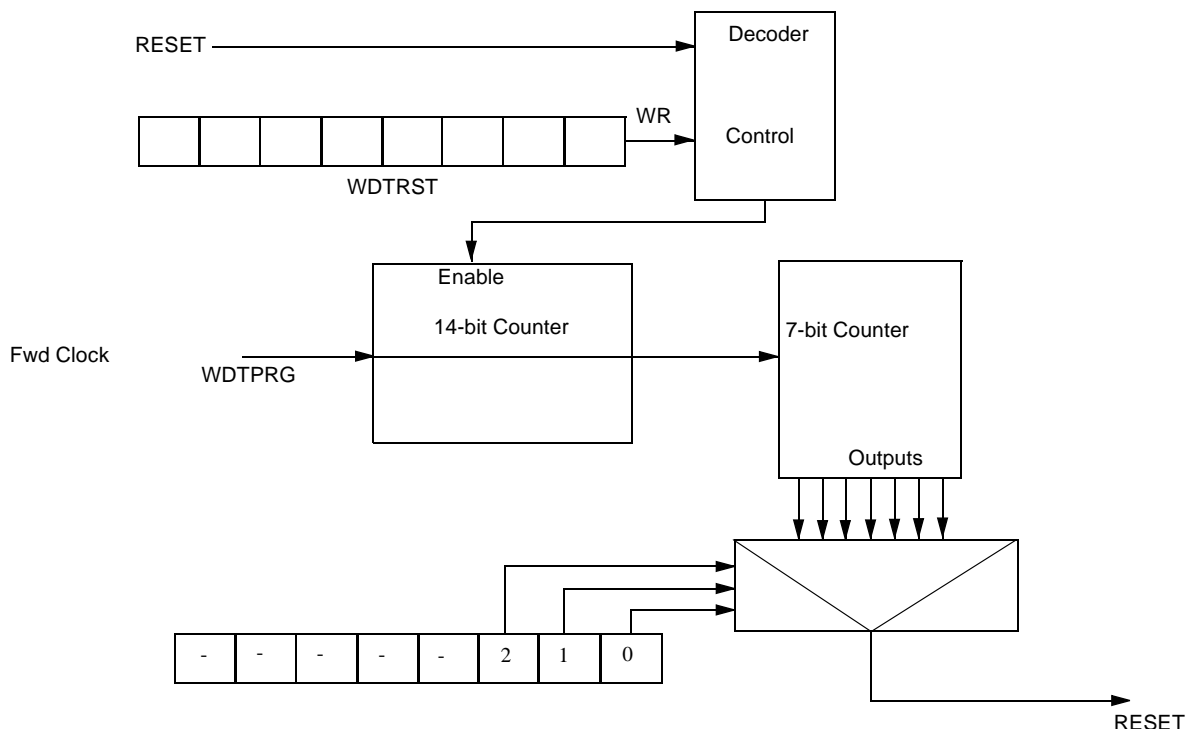 Decoder
RESET
WR
Control
WDTRST
Enable
14-bit Counter
7-bit Counter
Fwd Clock
WDTPRG
Outputs
- - - - - 2 1 0
RESET